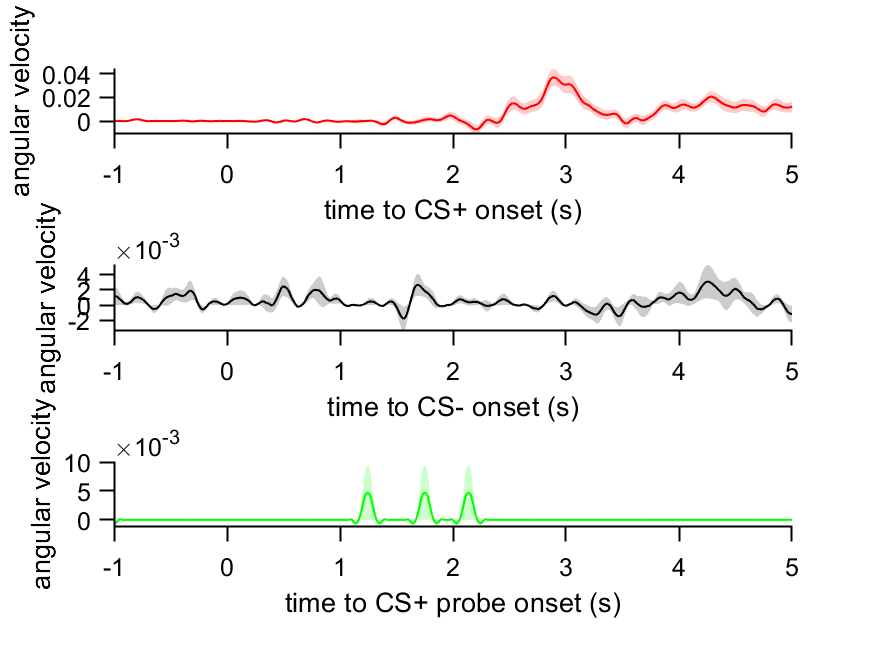 angular velocity
0.04
0.02
0
-1 0 1 2 3 4 5
time to CS+ onset (s)
angular velocity
×10-3
4
2
0
-2
-1 0 1 2 3 4 5
time to CS- onset (s)
angular velocity
×10-3
10
5
0
-1 0 1 2 3 4 5
time to CS+ probe onset (s)